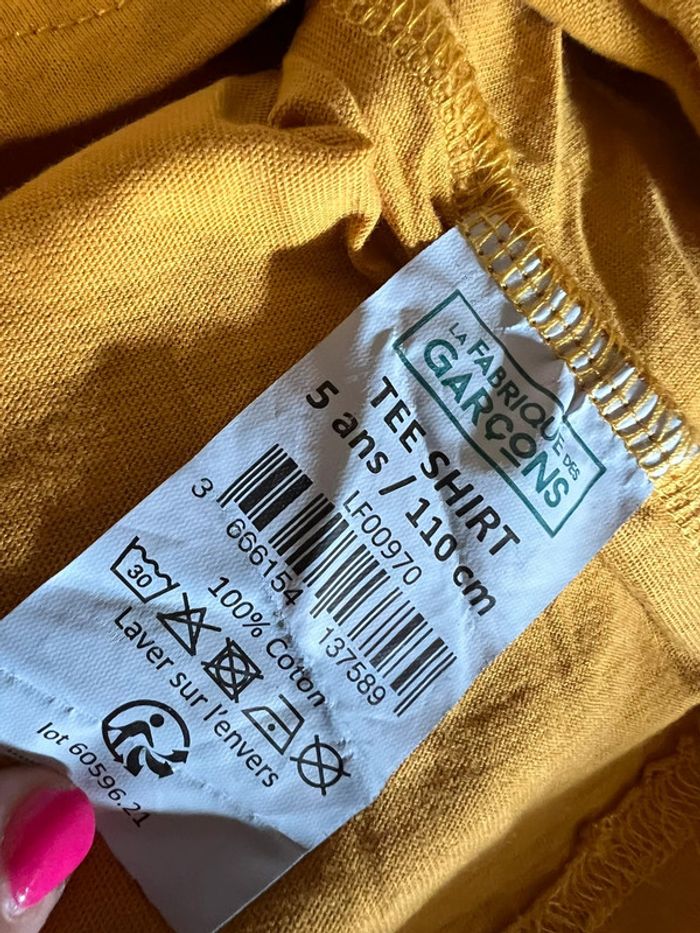 LA FABRIQUE DES
GARÇONS
TEE SHIRT
5 ans / 110 cm
LF00970
3 666154 137589
100% Coton
30
Laver sur l'envers
lot 60596.21